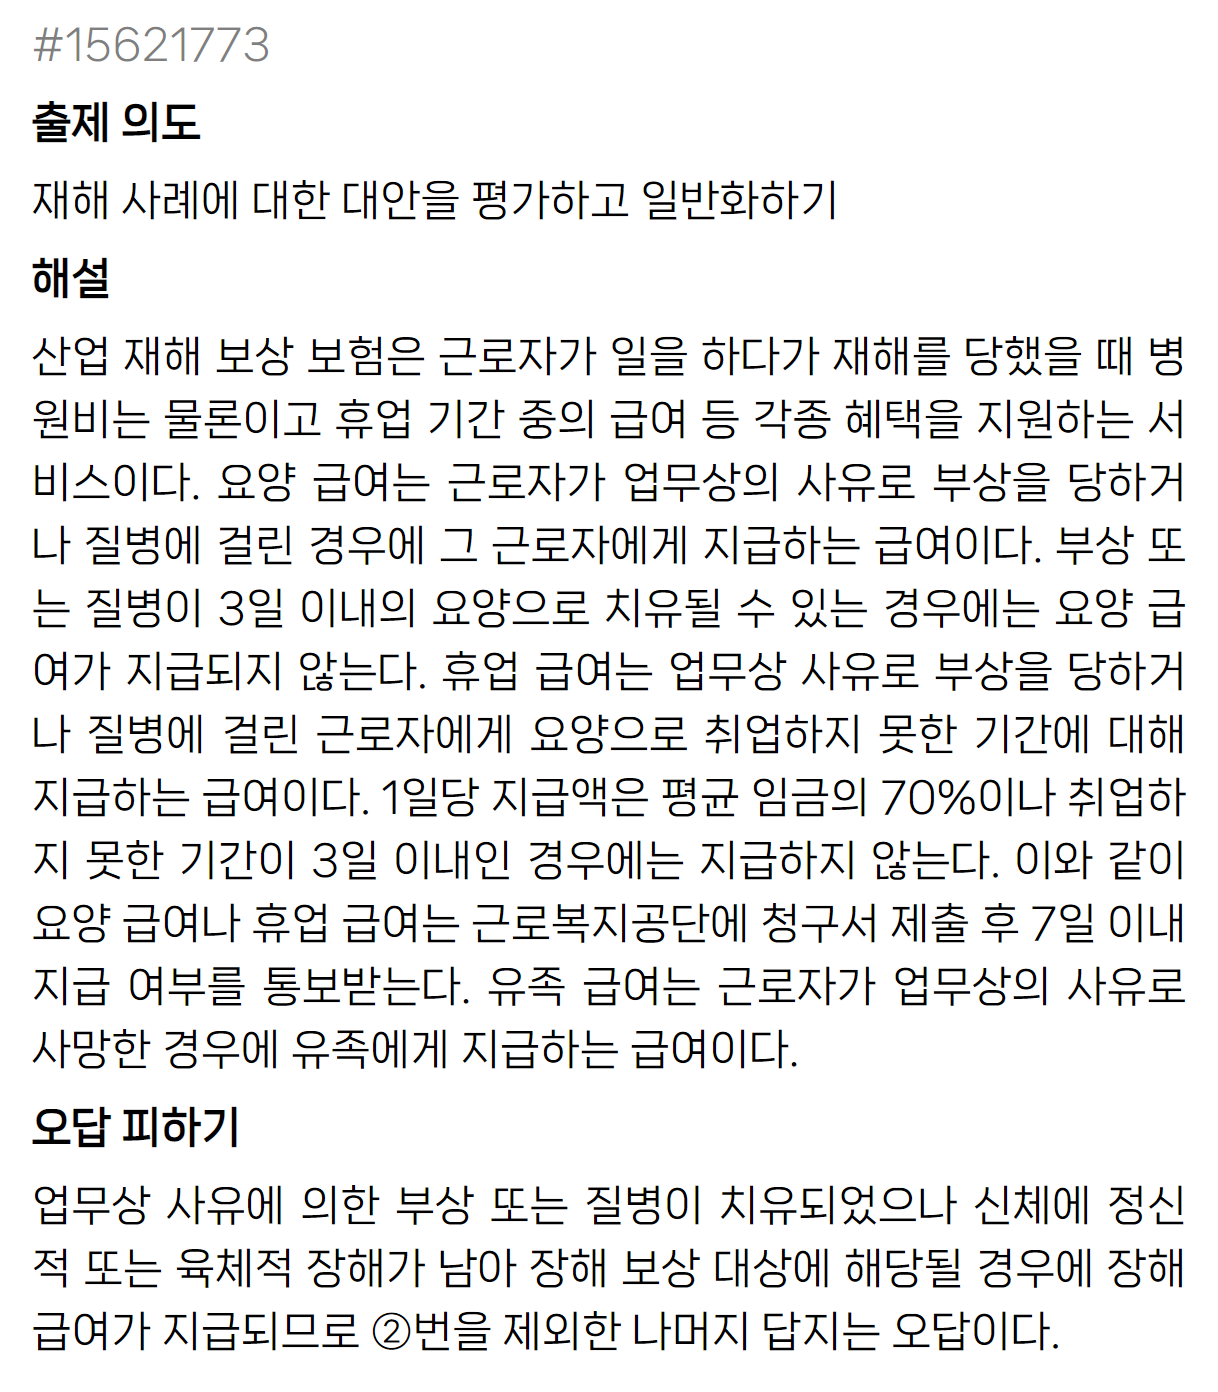 #15621773
출제 의도
재해 사례에 대한 대안을 평가하고 일반화하기
해설
산업 재해 보상 보험은 근로자가 일을 하다가 재해를 당했을 때 병
원비는 물론이고 휴업 기간 중의 급여 등 각종 혜택을 지원하는 서
비스이다. 요양 급여는 근로자가 업무상의 사유로 부상을 당하거
나 질병에 걸린 경우에 그 근로자에게 지급하는 급여이다. 부상 또
는 질병이 3일 이내의 요양으로 치유될 수 있는 경우에는 요양 급
여가 지급되지 않는다. 휴업 급여는 업무상 사유로 부상을 당하거
나 질병에 걸린 근로자에게 요양으로 취업하지 못한 기간에 대해
지급하는 급여이다. 1일당 지급액은 평균 임금의 70%이나 취업하
지 못한 기간이 3일 이내인 경우에는 지급하지 않는다. 이와 같이
요양 급여나 휴업 급여는 근로복지공단에 청구서 제출 후 7일 이내
지급 여부를 통보받는다. 유족 급여는 근로자가 업무상의 사유로
사망한 경우에 유족에게 지급하는 급여이다.
오답 피하기
업무상 사유에 의한 부상 또는 질병이 치유되었으나 신체에 정신
적 또는 육체적 장해가 남아 장해 보상 대상에 해당될 경우에 장해
급여가 지급되므로 ②번을 제외한 나머지 답지는 오답이다.